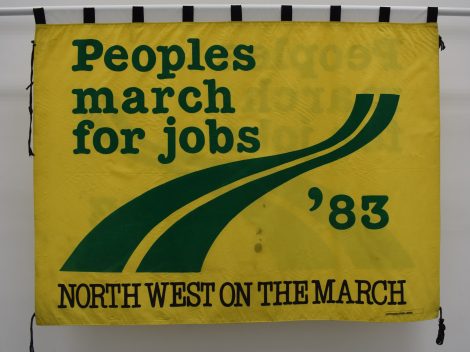 Peoples
march
for jobs
'83
NORTH WEST ON THE MARCH